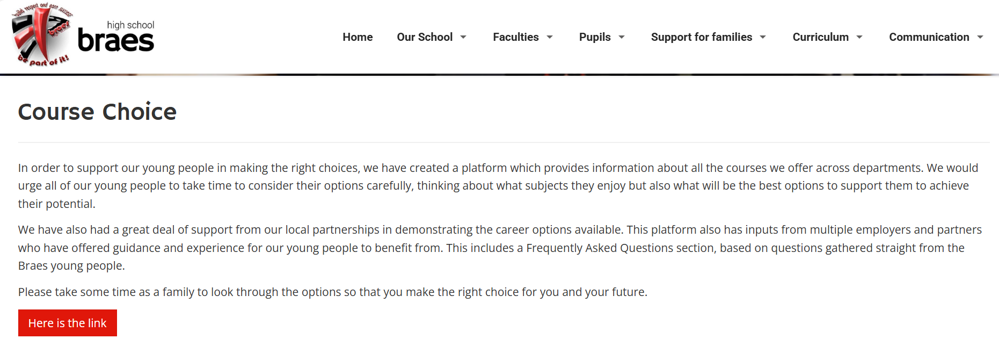 build respect and earn success
braes
be part of it!
high school
braes
Home Our School Faculties Pupils Support for families Curriculum Communication
Course Choice
In order to support our young people in making the right choices, we have created a platform which provides information about all the courses we offer across departments. We would
urge all of our young people to take time to consider their options carefully, thinking about what subjects they enjoy but also what will be the best options to support them to achieve
their potential.
We have also had a great deal of support from our local partnerships in demonstrating the career options available. This platform also has inputs from multiple employers and partners
who have offered guidance and experience for our young people to benefit from. This includes a Frequently Asked Questions section, based on questions gathered straight from the
Braes young people.
Please take some time as a family to look through the options so that you make the right choice for you and your future.
Here is the link